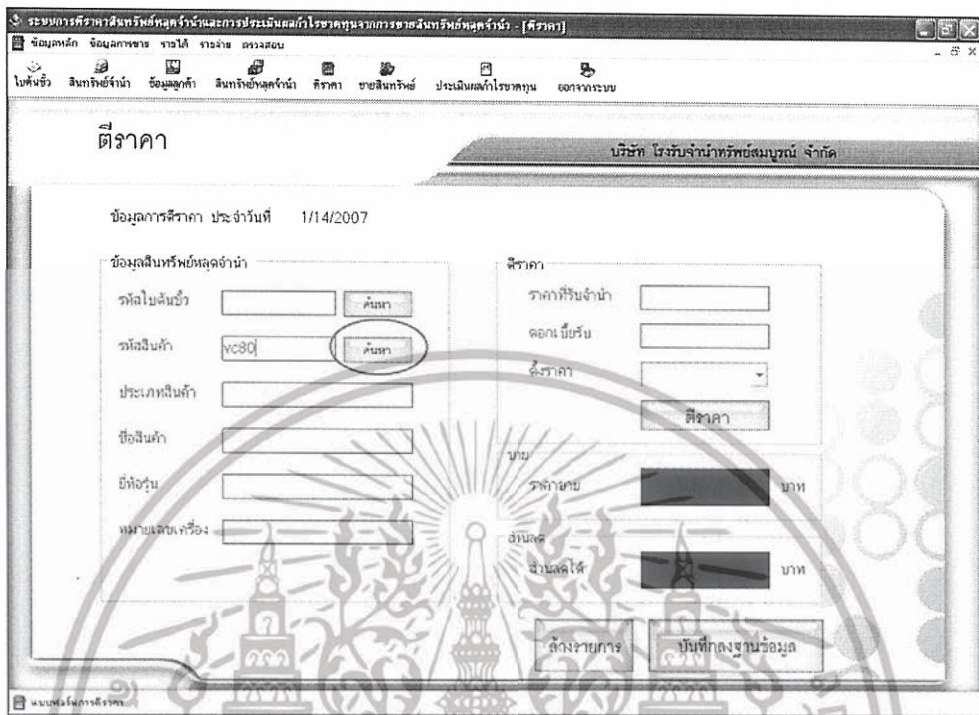 ระบบการตีราคาสินทรัพย์หลุดจำนำและการประเมินผลกำไรขาดทุนจากการขายสินทรัพย์หลุดจำนำ - [ตีราคา]
ข้อมูลหลัก ข้อมูลการขาย รายได้ รายจ่าย ตรวจสอบ
ใบต้นขั้ว สินทรัพย์จำนำ ข้อมูลลูกค้า สินทรัพย์หลุดจำนำ ตีราคา ขายสินทรัพย์ ประเมินผลกำไรขาดทุน ออกจากระบบ
ตีราคา
บริษัท โรงรับจำนำทรัพย์สมบูรณ์ จำกัด
ข้อมูลการตีราคา ประจำวันที่ 1/14/2007
ข้อมูลสินทรัพย์หลุดจำนำ
รหัสใบต้นขั้ว ค้นหา
รหัสสินค้า vc80 ค้นหา
ประเภทสินค้า
ชื่อสินค้า
ยี่ห้อรุ่น
หมายเลขเครื่อง
ตีราคา
ราคาที่รับจำนำ
ดอกเบี้ยรับ
ตั้งราคา
ตีราคา
ขาย
ราคาขาย บาท
ส่วนลด
ส่วนลดได้ บาท
ล้างรายการ บันทึกลงฐานข้อมูล
แบบฟอร์มการตีราคา